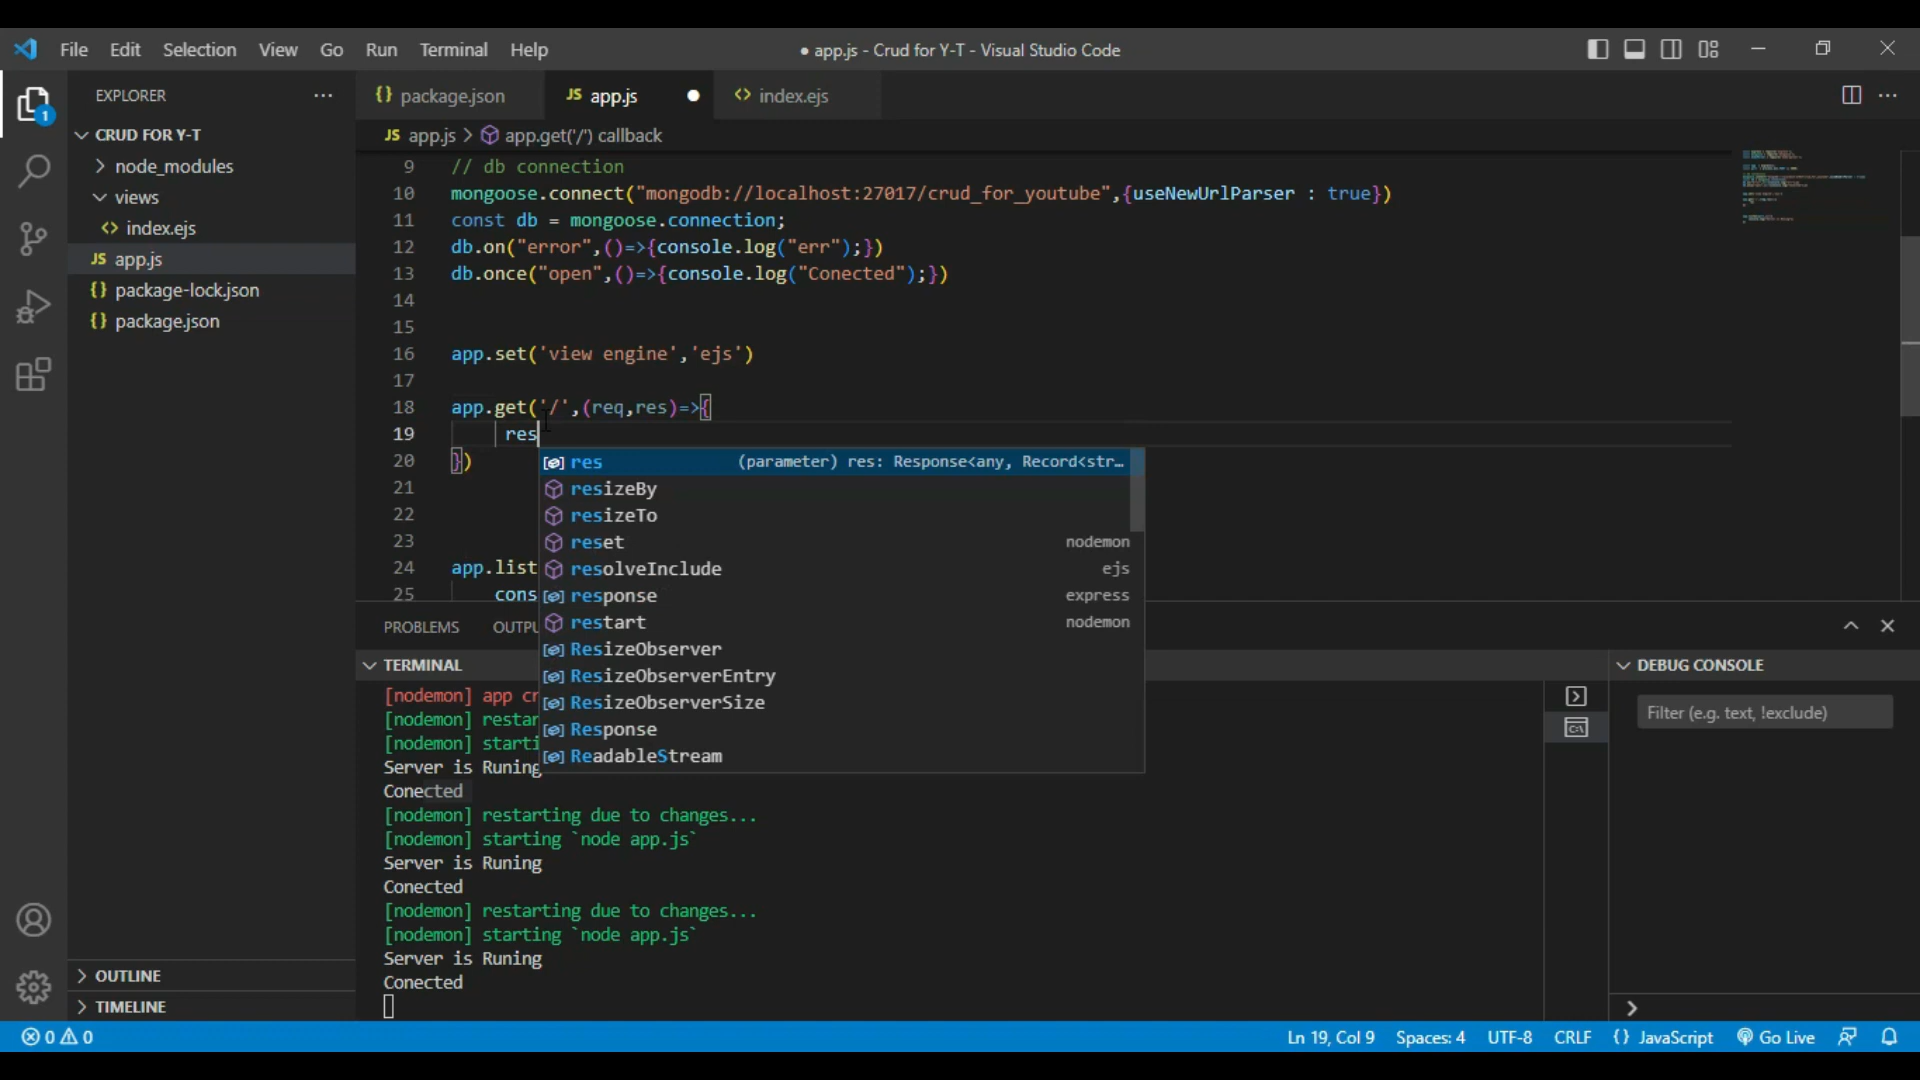 File Edit Selection View Go Run Terminal Help
● app.js - Crud for Y-T - Visual Studio Code
EXPLORER ...
1
CRUD FOR Y-T
node_modules
views
<> index.ejs
JS app.js
{} package-lock.json
{} package.json
OUTLINE
TIMELINE
{} package.json JS app.js ● <> index.ejs
JS app.js > app.get('/') callback
9 // db connection
10 mongoose.connect("mongodb://localhost:27017/crud_for_youtube",{useNewUrlParser : true})
11 const db = mongoose.connection;
12 db.on("error",()=>{console.log("err");})
13 db.once("open",()=>{console.log("Conected");})
14
15
16 app.set('view engine','ejs')
17
18 app.get('/',(req,res)=>{
19 res
20 })
21
22
23
24 app.list
25 cons
res (parameter) res: Response<any, Record<str…
resizeBy
resizeTo
reset nodemon
resolveInclude ejs
response express
restart nodemon
ResizeObserver
ResizeObserverEntry
ResizeObserverSize
Response
ReadableStream
PROBLEMS OUTPU
TERMINAL
[nodemon] app cr
[nodemon] restar
[nodemon] starti
Server is Runing
Conected
[nodemon] restarting due to changes...
[nodemon] starting `node app.js`
Server is Runing
Conected
[nodemon] restarting due to changes...
[nodemon] starting `node app.js`
Server is Runing
Conected
DEBUG CONSOLE
Filter (e.g. text, !exclude)
0 0
Ln 19, Col 9 Spaces: 4 UTF-8 CRLF {} JavaScript Go Live